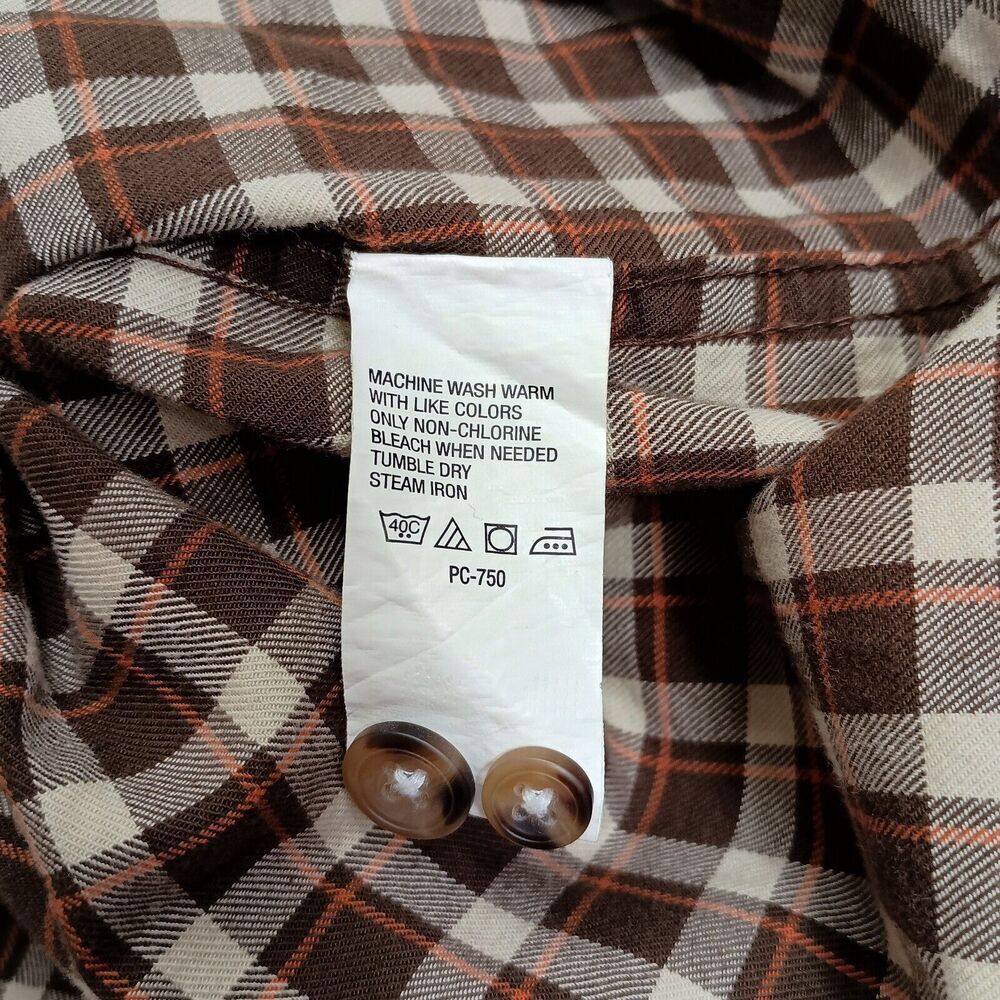 MACHINE WASH WARM
WITH LIKE COLORS
ONLY NON-CHLORINE
BLEACH WHEN NEEDED
TUMBLE DRY
STEAM IRON
40C
PC-750